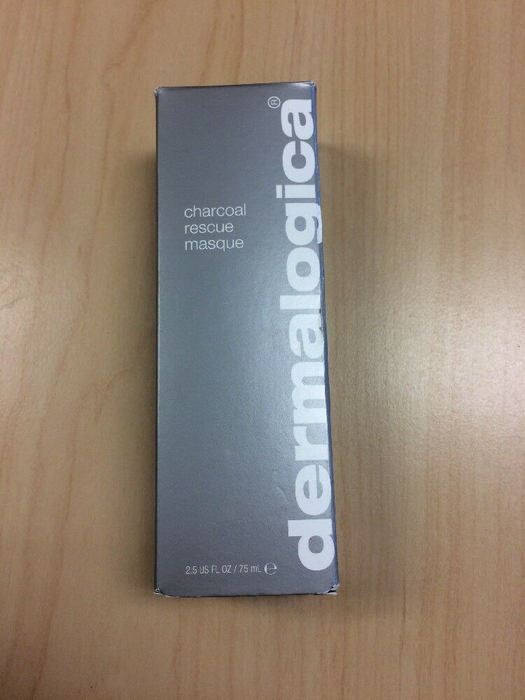 charcoal
rescue
masque
dermalogica®
2.5 US FL OZ / 75 mL ℮